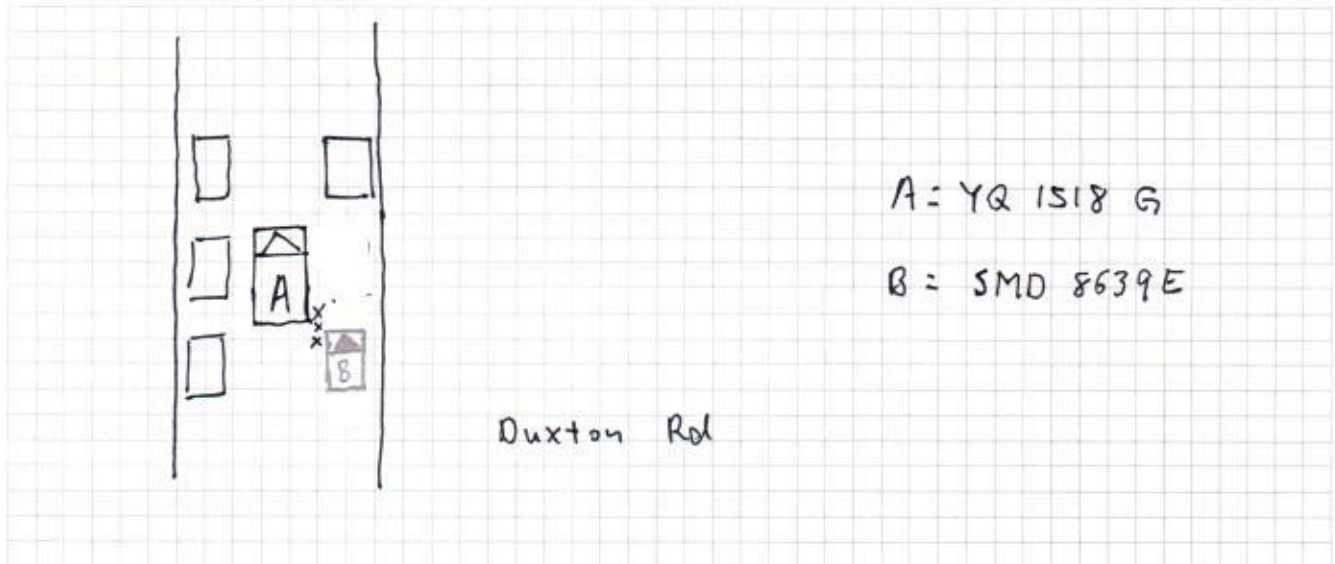 A = YQ 1518 G
A
B = SMD 8639E
B
Duxton Rd